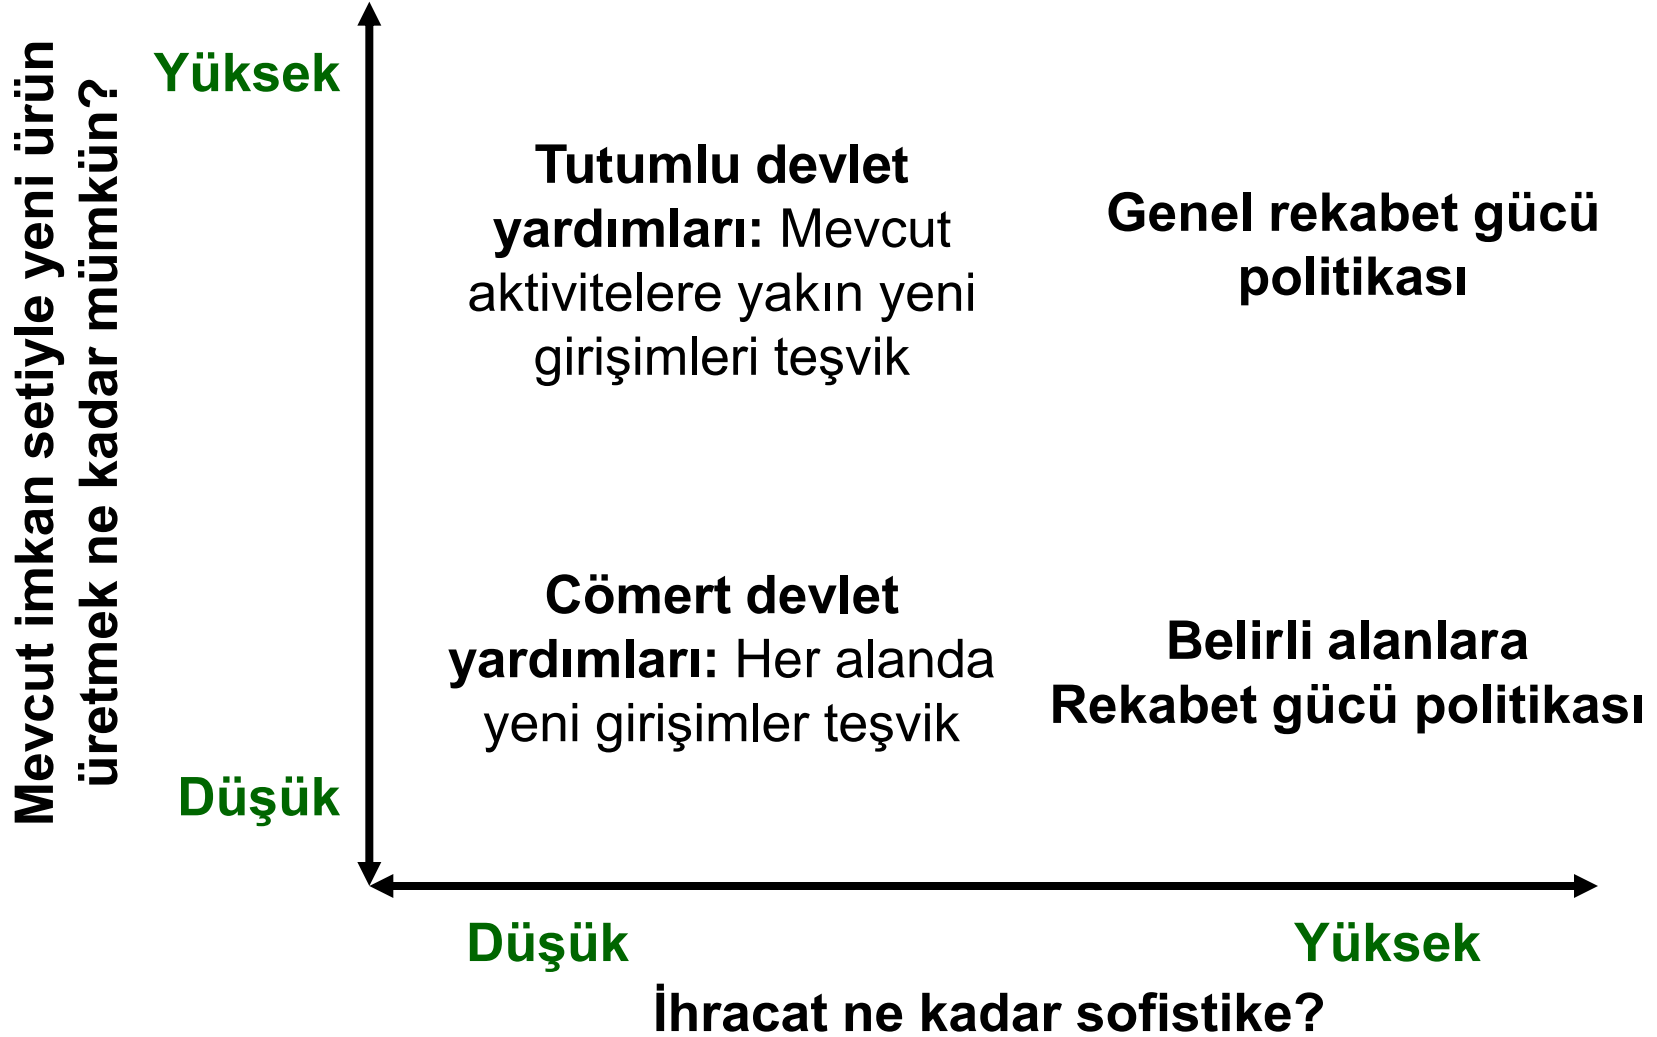 Mevcut imkan setiyle yeni ürün
üretmek ne kadar mümkün?
Yüksek
Tutumlu devlet
yardımları: Mevcut
aktivitelere yakın yeni
girişimleri teşvik
Genel rekabet gücü
politikası
Cömert devlet
yardımları: Her alanda
yeni girişimler teşvik
Belirli alanlara
Rekabet gücü politikası
Düşük
Düşük
Yüksek
İhracat ne kadar sofistike?